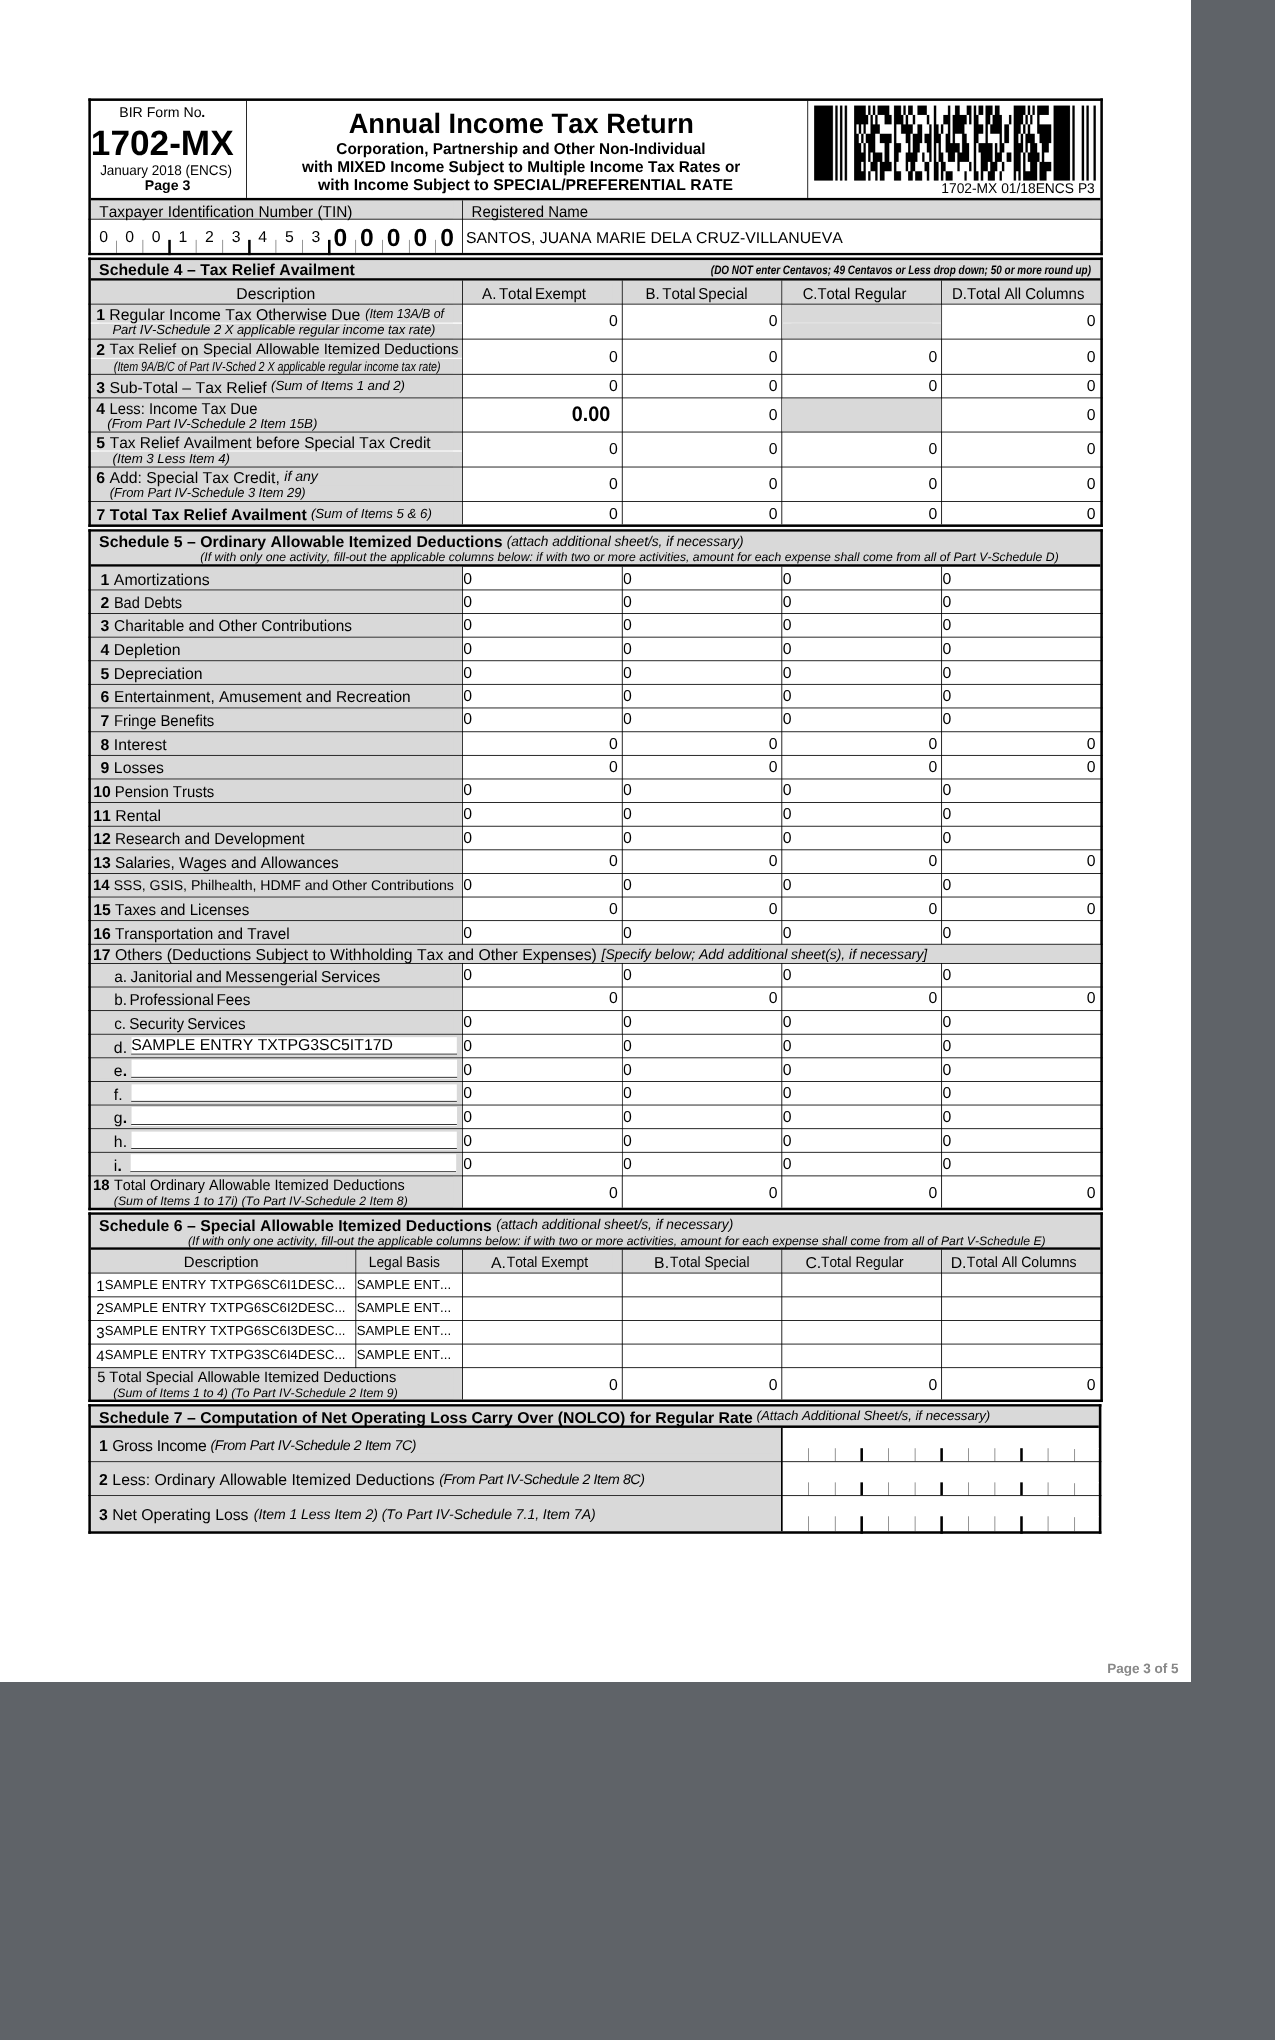 BIR Form No.
1702-MX
January 2018 (ENCS)
Page 3
Annual Income Tax Return
Corporation, Partnership and Other Non-Individual
with MIXED Income Subject to Multiple Income Tax Rates or
with Income Subject to SPECIAL/PREFERENTIAL RATE
1702-MX 01/18ENCS P3
Taxpayer Identification Number (TIN) Registered Name
0 0 0 1 2 3 4 5 3 0 0 0 0 0 SANTOS, JUANA MARIE DELA CRUZ-VILLANUEVA
Schedule 4 – Tax Relief Availment (DO NOT enter Centavos; 49 Centavos or Less drop down; 50 or more round up)
Description A. Total Exempt B. Total Special C.Total Regular D.Total All Columns
1 Regular Income Tax Otherwise Due (Item 13A/B of
Part IV-Schedule 2 X applicable regular income tax rate) 0 0 0
2 Tax Relief on Special Allowable Itemized Deductions
(Item 9A/B/C of Part IV-Sched 2 X applicable regular income tax rate) 0 0 0 0
3 Sub-Total – Tax Relief (Sum of Items 1 and 2) 0 0 0 0
4 Less: Income Tax Due
(From Part IV-Schedule 2 Item 15B) 0.00 0 0
5 Tax Relief Availment before Special Tax Credit
(Item 3 Less Item 4) 0 0 0 0
6 Add: Special Tax Credit, if any
(From Part IV-Schedule 3 Item 29) 0 0 0 0
7 Total Tax Relief Availment (Sum of Items 5 & 6) 0 0 0 0
Schedule 5 – Ordinary Allowable Itemized Deductions (attach additional sheet/s, if necessary)
(If with only one activity, fill-out the applicable columns below: if with two or more activities, amount for each expense shall come from all of Part V-Schedule D)
1 Amortizations 0 0 0 0
2 Bad Debts 0 0 0 0
3 Charitable and Other Contributions 0 0 0 0
4 Depletion 0 0 0 0
5 Depreciation 0 0 0 0
6 Entertainment, Amusement and Recreation 0 0 0 0
7 Fringe Benefits 0 0 0 0
8 Interest 0 0 0 0
9 Losses 0 0 0 0
10 Pension Trusts 0 0 0 0
11 Rental 0 0 0 0
12 Research and Development 0 0 0 0
13 Salaries, Wages and Allowances 0 0 0 0
14 SSS, GSIS, Philhealth, HDMF and Other Contributions 0 0 0 0
15 Taxes and Licenses 0 0 0 0
16 Transportation and Travel 0 0 0 0
17 Others (Deductions Subject to Withholding Tax and Other Expenses) [Specify below; Add additional sheet(s), if necessary]
a. Janitorial and Messengerial Services 0 0 0 0
b. Professional Fees 0 0 0 0
c. Security Services 0 0 0 0
d. SAMPLE ENTRY TXTPG3SC5IT17D 0 0 0 0
e. 0 0 0 0
f. 0 0 0 0
g. 0 0 0 0
h. 0 0 0 0
i. 0 0 0 0
18 Total Ordinary Allowable Itemized Deductions
(Sum of Items 1 to 17i) (To Part IV-Schedule 2 Item 8) 0 0 0 0
Schedule 6 – Special Allowable Itemized Deductions (attach additional sheet/s, if necessary)
(If with only one activity, fill-out the applicable columns below: if with two or more activities, amount for each expense shall come from all of Part V-Schedule E)
Description Legal Basis A.Total Exempt B.Total Special C.Total Regular D.Total All Columns
1SAMPLE ENTRY TXTPG6SC6I1DESC... SAMPLE ENT...
2SAMPLE ENTRY TXTPG6SC6I2DESC... SAMPLE ENT...
3SAMPLE ENTRY TXTPG6SC6I3DESC... SAMPLE ENT...
4SAMPLE ENTRY TXTPG3SC6I4DESC... SAMPLE ENT...
5 Total Special Allowable Itemized Deductions
(Sum of Items 1 to 4) (To Part IV-Schedule 2 Item 9) 0 0 0 0
Schedule 7 – Computation of Net Operating Loss Carry Over (NOLCO) for Regular Rate (Attach Additional Sheet/s, if necessary)
1 Gross Income (From Part IV-Schedule 2 Item 7C)
2 Less: Ordinary Allowable Itemized Deductions (From Part IV-Schedule 2 Item 8C)
3 Net Operating Loss (Item 1 Less Item 2) (To Part IV-Schedule 7.1, Item 7A)
Page 3 of 5